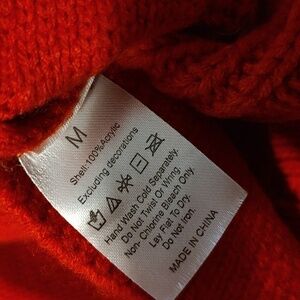 M
Shell:100%Acrylic
Excluding decorations
Hand Wash Cold Separately.
Do Not Twist Or Wring
Non- Chlorine Bleach Only.
Lay Flat To Dry.
Do Not Iron.
MADE IN CHINA